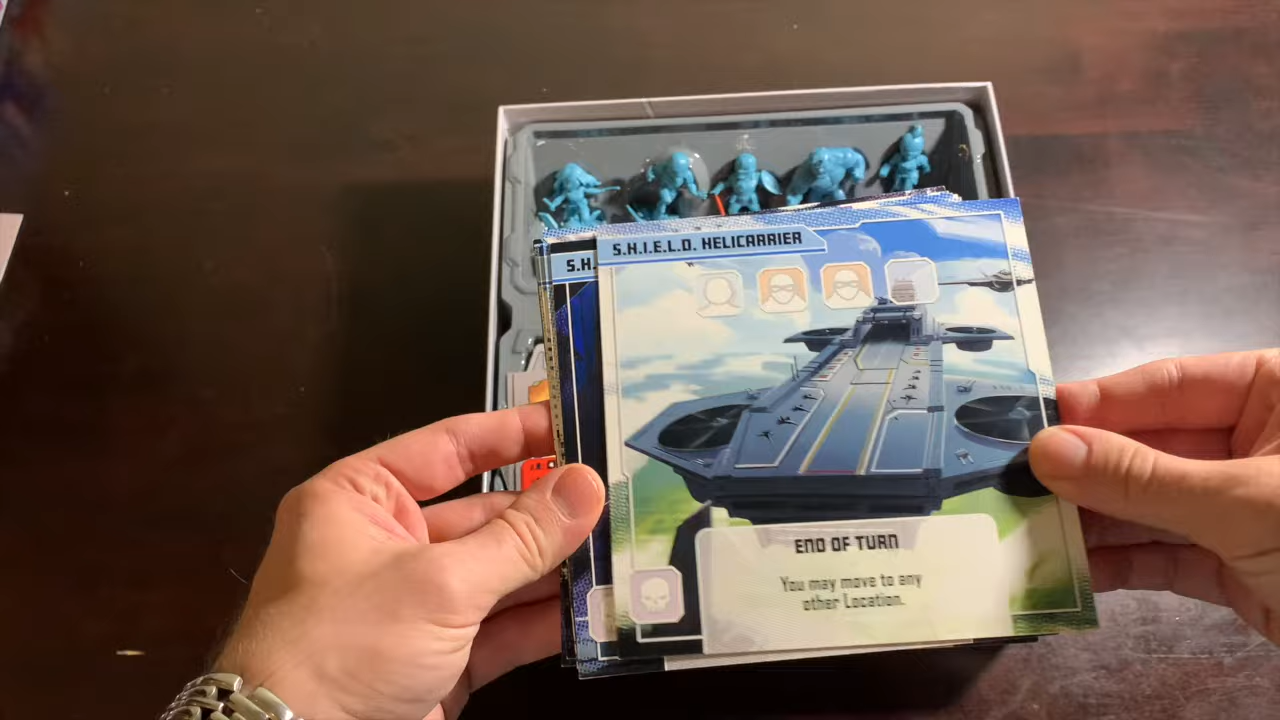 S.H.I.E.L.D. HELICARRIER
S.H.
END OF TURN
You may move to any
other Location.